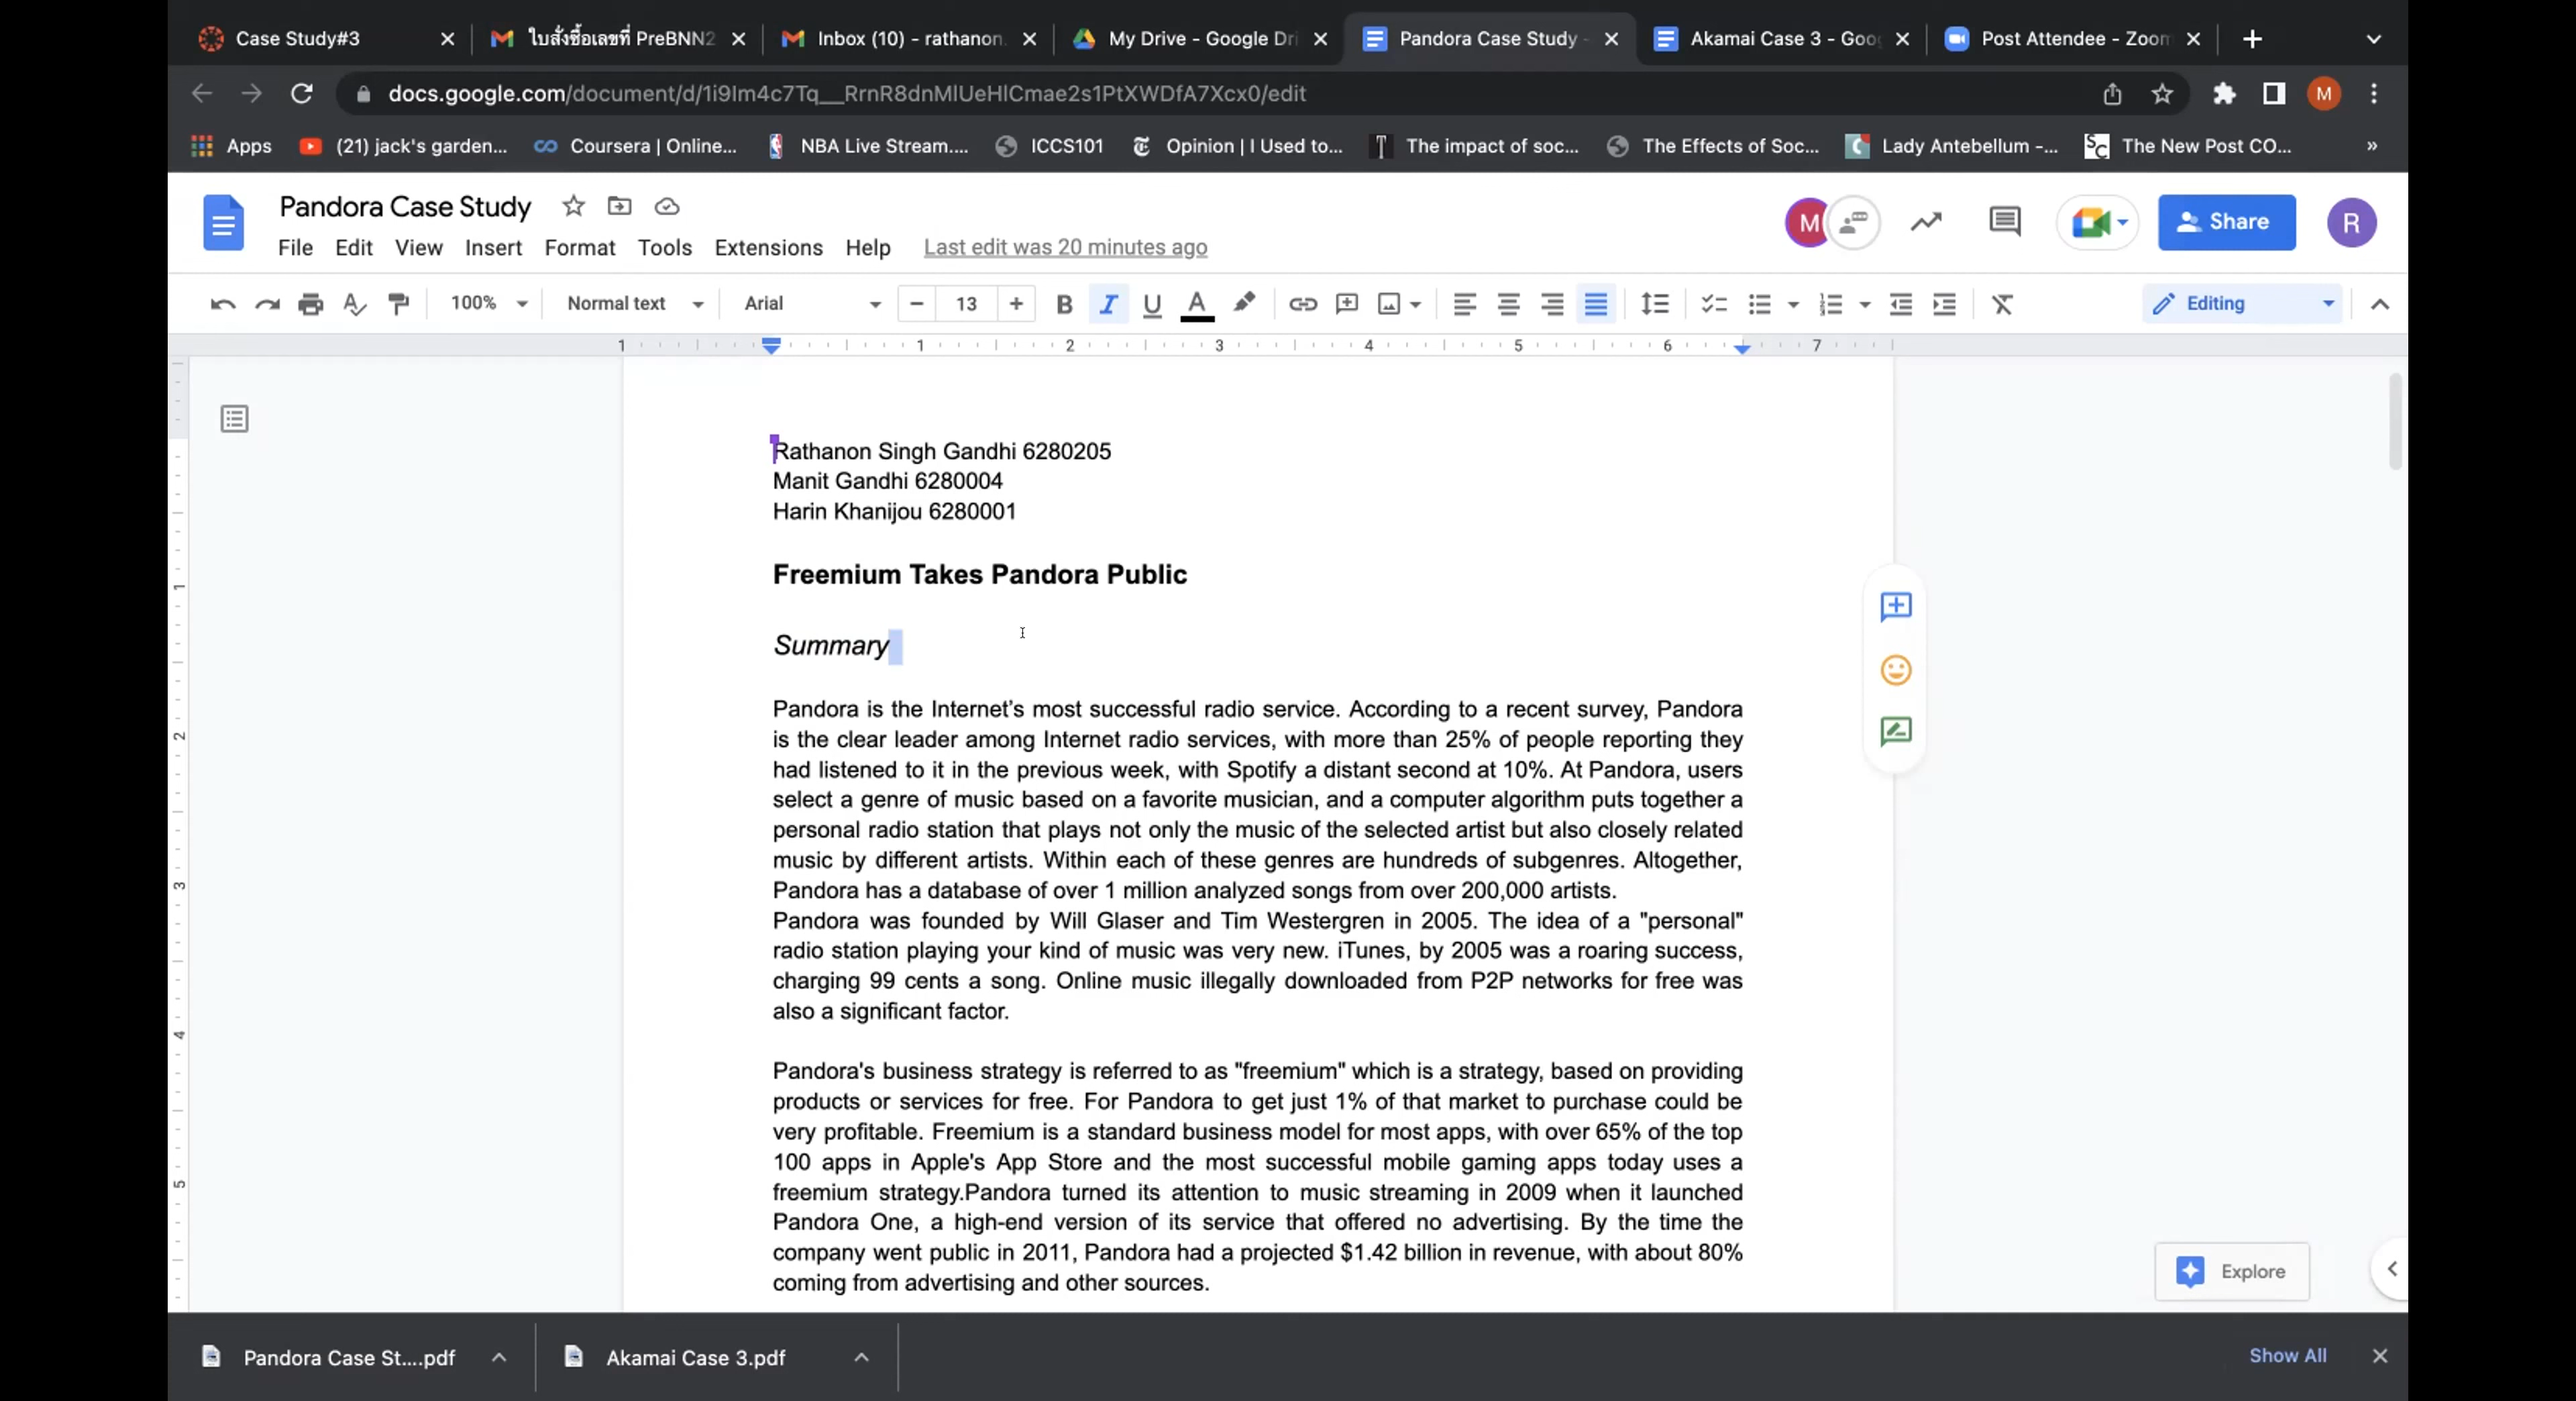 Case Study#3
ใบสั่งซื้อเลขที่ PreBNN2
Inbox (10) - rathanon.
My Drive - Google Dri
Pandora Case Study -
Akamai Case 3 - Goo
Post Attendee - Zoom
docs.google.com/document/d/1i9Im4c7Tq__RrnR8dnMlUeHlCmae2s1PtXWDfA7Xcx0/edit
M
Apps
(21) jack's garden...
Coursera | Online...
NBA Live Stream....
ICCS101
Opinion | I Used to...
The impact of soc...
The Effects of Soc...
Lady Antebellum -...
The New Post CO...
»
Pandora Case Study
M
Share
R
File Edit View Insert Format Tools Extensions Help Last edit was 20 minutes ago
100% Normal text Arial 13 B I U A Editing
1 1 2 3 4 5 6 7
Rathanon Singh Gandhi 6280205
Manit Gandhi 6280004
Harin Khanijou 6280001
Freemium Takes Pandora Public
Summary
Pandora is the Internet’s most successful radio service. According to a recent survey, Pandora
is the clear leader among Internet radio services, with more than 25% of people reporting they
had listened to it in the previous week, with Spotify a distant second at 10%. At Pandora, users
select a genre of music based on a favorite musician, and a computer algorithm puts together a
personal radio station that plays not only the music of the selected artist but also closely related
music by different artists. Within each of these genres are hundreds of subgenres. Altogether,
Pandora has a database of over 1 million analyzed songs from over 200,000 artists.
Pandora was founded by Will Glaser and Tim Westergren in 2005. The idea of a "personal"
radio station playing your kind of music was very new. iTunes, by 2005 was a roaring success,
charging 99 cents a song. Online music illegally downloaded from P2P networks for free was
also a significant factor.
Pandora's business strategy is referred to as "freemium" which is a strategy, based on providing
products or services for free. For Pandora to get just 1% of that market to purchase could be
very profitable. Freemium is a standard business model for most apps, with over 65% of the top
100 apps in Apple's App Store and the most successful mobile gaming apps today uses a
freemium strategy.Pandora turned its attention to music streaming in 2009 when it launched
Pandora One, a high-end version of its service that offered no advertising. By the time the
company went public in 2011, Pandora had a projected $1.42 billion in revenue, with about 80%
coming from advertising and other sources.
1
2
3
4
5
Explore
Pandora Case St....pdf
Akamai Case 3.pdf
Show All